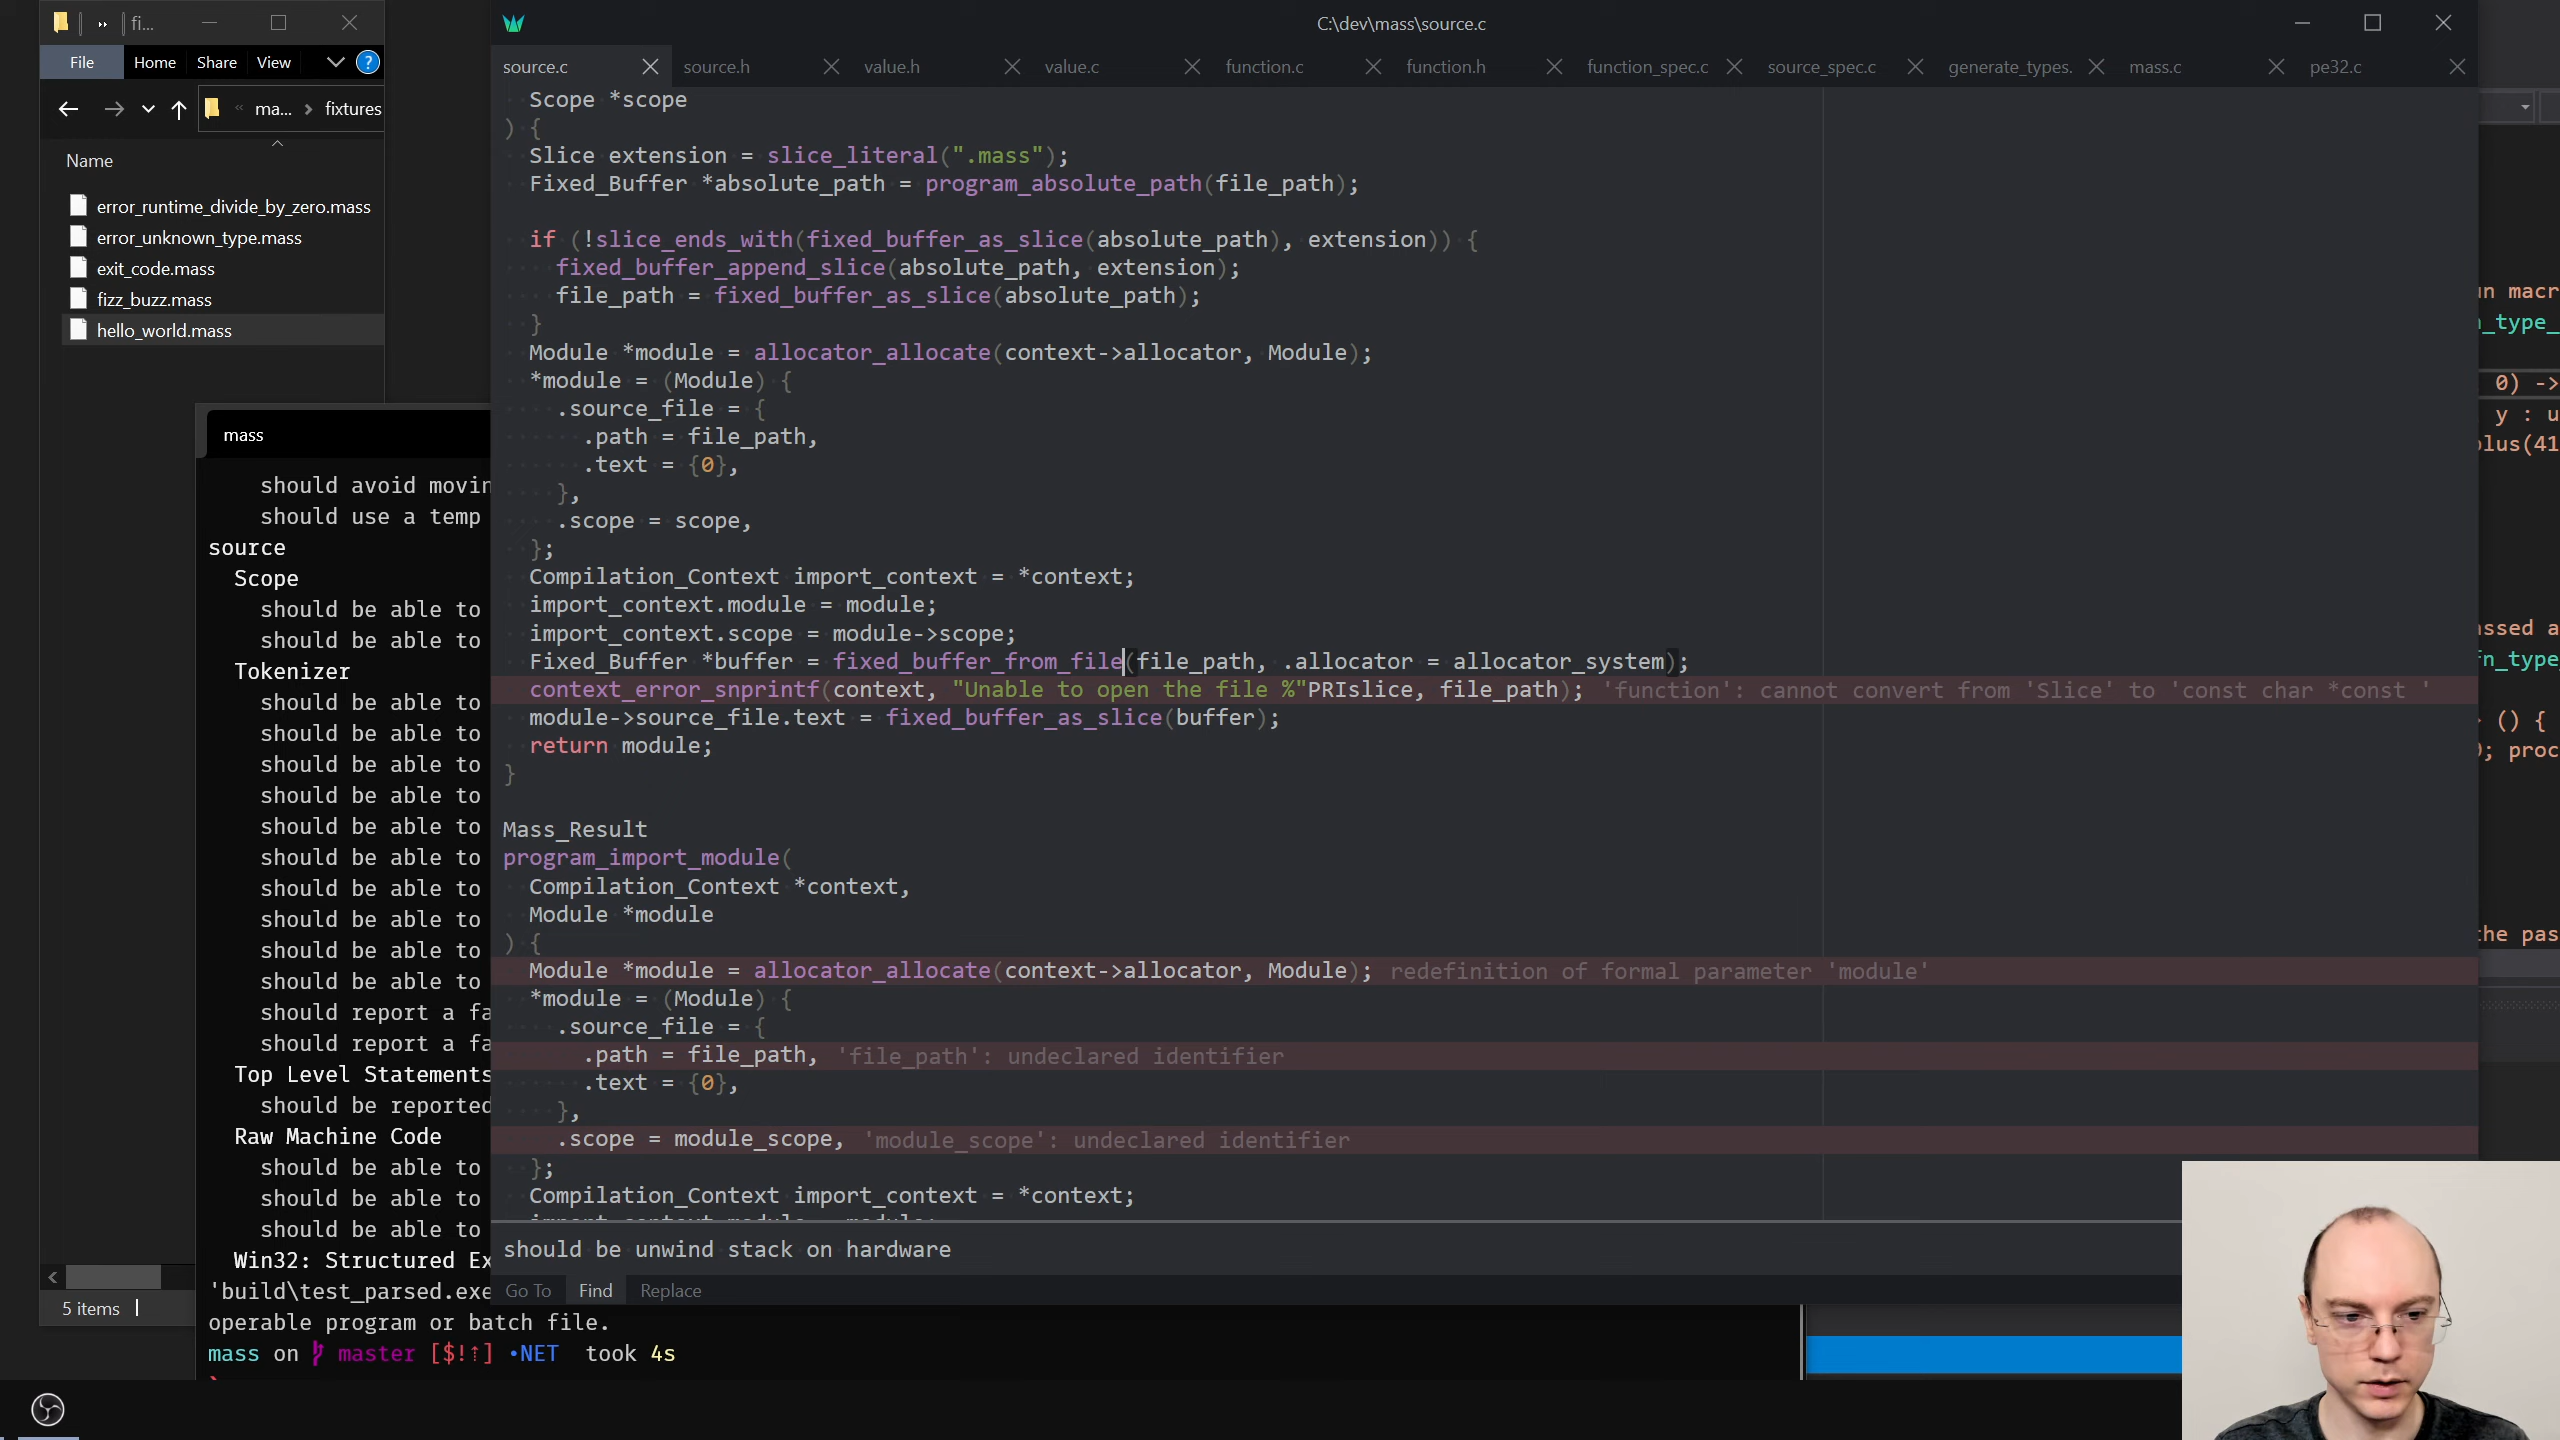 fi...
File
Home
Share
View
?
ma...
fixtures
Name
error_runtime_divide_by_zero.mass
error_unknown_type.mass
exit_code.mass
fizz_buzz.mass
hello_world.mass
5 items
mass
should avoid movin
should use a temp
source
Scope
should be able to
should be able to
Tokenizer
should be able to
should be able to
should be able to
should be able to
should be able to
should be able to
should be able to
should be able to
should be able to
should be able to
should report a fa
should report a fa
Top Level Statements
should be reported
Raw Machine Code
should be able to
should be able to
should be able to
Win32: Structured Ex
'build\test_parsed.exe
operable program or batch file.
mass on master [$!⇡] •NET took 4s
C:\dev\mass\source.c
source.c
source.h
value.h
value.c
function.c
function.h
function_spec.c
source_spec.c
generate_types.
mass.c
pe32.c
Scope *scope
) {
Slice extension = slice_literal(".mass");
Fixed_Buffer *absolute_path = program_absolute_path(file_path);
if (!slice_ends_with(fixed_buffer_as_slice(absolute_path), extension)) {
fixed_buffer_append_slice(absolute_path, extension);
file_path = fixed_buffer_as_slice(absolute_path);
}
Module *module = allocator_allocate(context->allocator, Module);
*module = (Module) {
.source_file = {
.path = file_path,
.text = {0},
},
.scope = scope,
};
Compilation_Context import_context = *context;
import_context.module = module;
import_context.scope = module->scope;
Fixed_Buffer *buffer = fixed_buffer_from_file(file_path, .allocator = allocator_system);
context_error_snprintf(context, "Unable to open the file %"PRIslice, file_path); 'function': cannot convert from 'Slice' to 'const char *const '
module->source_file.text = fixed_buffer_as_slice(buffer);
return module;
}
Mass_Result
program_import_module(
Compilation_Context *context,
Module *module
) {
Module *module = allocator_allocate(context->allocator, Module); redefinition of formal parameter 'module'
*module = (Module) {
.source_file = {
.path = file_path, 'file_path': undeclared identifier
.text = {0},
},
.scope = module_scope, 'module_scope': undeclared identifier
};
Compilation_Context import_context = *context;
should be unwind stack on hardware
Go To
Find
Replace
un macr
n_type_
0) ->
y : u
plus(41
assed a
fn_type_
() {
); proc
the pas